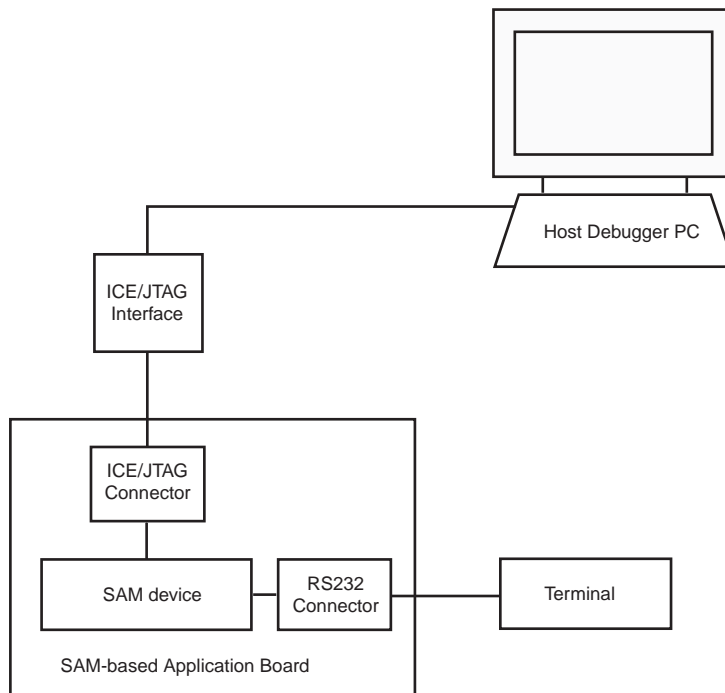 Host Debugger PC
ICE/JTAG
Interface
ICE/JTAG
Connector
SAM device
RS232
Connector
Terminal
SAM-based Application Board